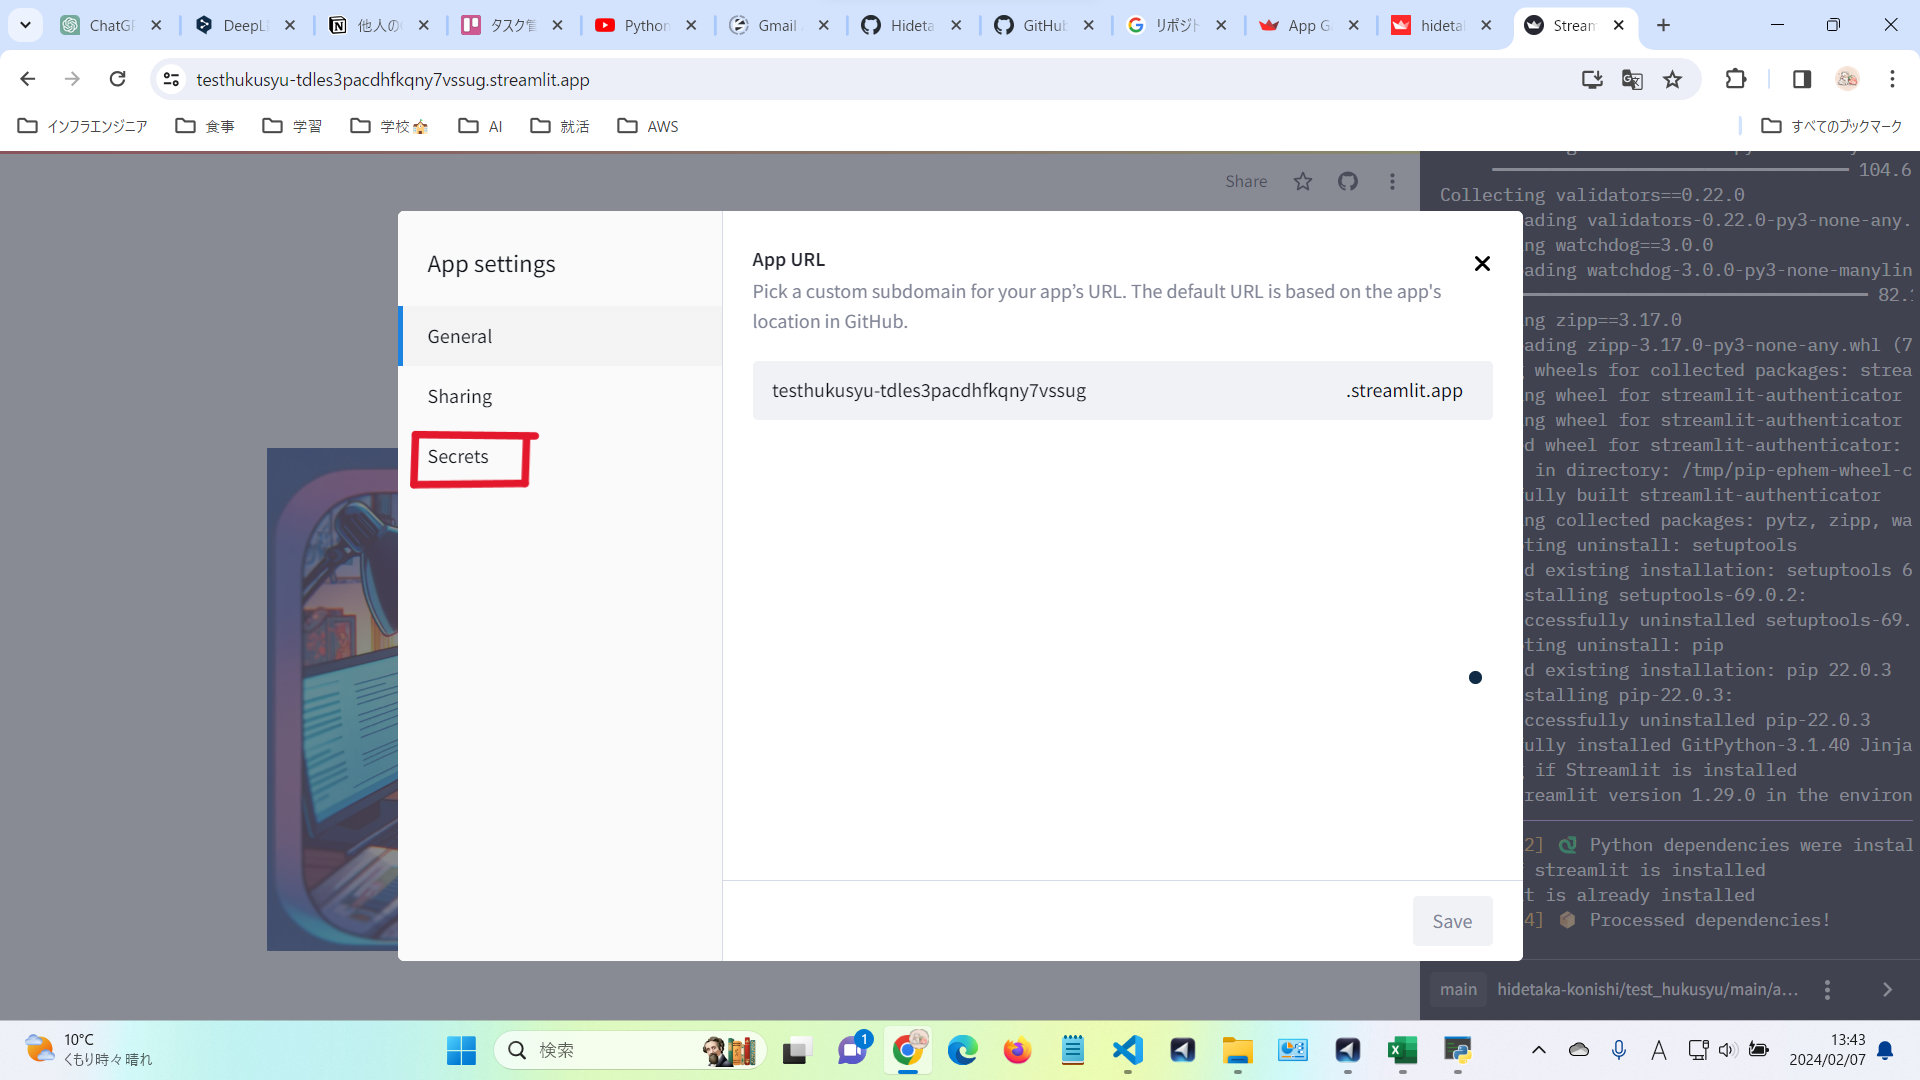 ChatGP
DeepL
他人の
タスク管
Python
Gmail
Hideta
GitHub
リポジト
App Ga
hidetak
Stream
testhukusyu-tdles3pacdhfkqny7vssug.streamlit.app
インフラエンジニア
食事
学習
学校
AI
就活
AWS
すべてのブックマーク
Share
104.6
Collecting validators==0.22.0
ading validators-0.22.0-py3-none-any.
ng watchdog==3.0.0
ading watchdog-3.0.0-py3-none-manylin
82.
ng zipp==3.17.0
ading zipp-3.17.0-py3-none-any.whl (7
wheels for collected packages: strea
ng wheel for streamlit-authenticator
ng wheel for streamlit-authenticator
d wheel for streamlit-authenticator:
in directory: /tmp/pip-ephem-wheel-c
ully built streamlit-authenticator
ng collected packages: pytz, zipp, wa
ting uninstall: setuptools
d existing installation: setuptools 6
stalling setuptools-69.0.2:
ccessfully uninstalled setuptools-69.
ting uninstall: pip
d existing installation: pip 22.0.3
stalling pip-22.0.3:
ccessfully uninstalled pip-22.0.3
ully installed GitPython-3.1.40 Jinja
if Streamlit is installed
reamlit version 1.29.0 in the environ
2] Python dependencies were instal
streamlit is installed
t is already installed
4] Processed dependencies!
main
hidetaka-konishi/test_hukusyu/main/a...
App settings
General
Sharing
Secrets
App URL
Pick a custom subdomain for your app’s URL. The default URL is based on the app's
location in GitHub.
testhukusyu-tdles3pacdhfkqny7vssug
.streamlit.app
Save
10°C
くもり時々晴れ
検索
1
A
13:43
2024/02/07